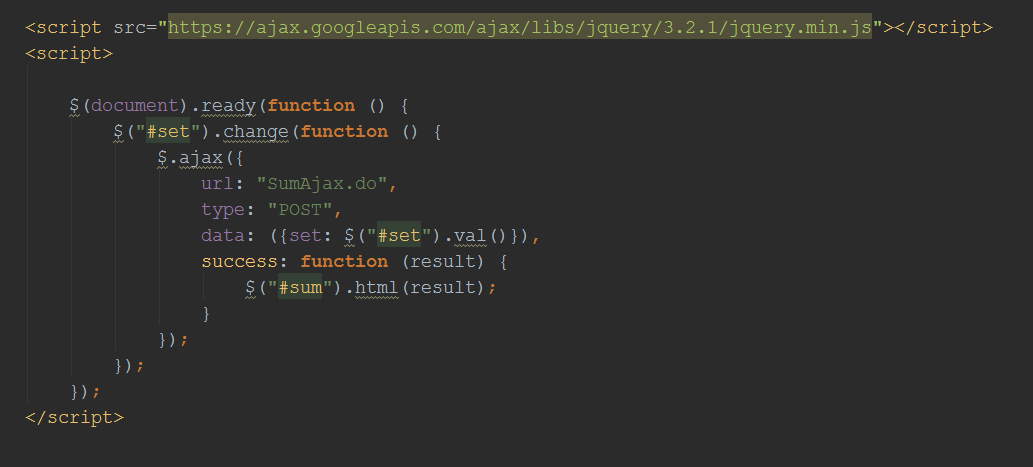 <script src="https://ajax.googleapis.com/ajax/libs/jquery/3.2.1/jquery.min.js"></script>
<script>
$(document).ready(function () {
$("#set").change(function () {
$.ajax({
url: "SumAjax.do",
type: "POST",
data: ({set: $("#set").val()}),
success: function (result) {
$("#sum").html(result);
}
});
});
});
</script>